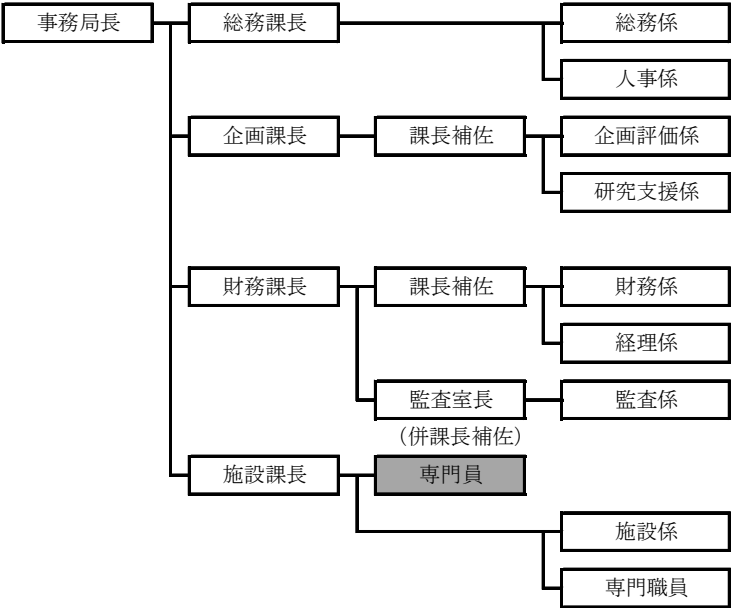 事務局長
総務課長
総務係
人事係
企画課長
課長補佐
企画評価係
研究支援係
財務課長
課長補佐
財務係
経理係
監査室長
監査係
(併課長補佐)
施設課長
専門員
施設係
専門職員